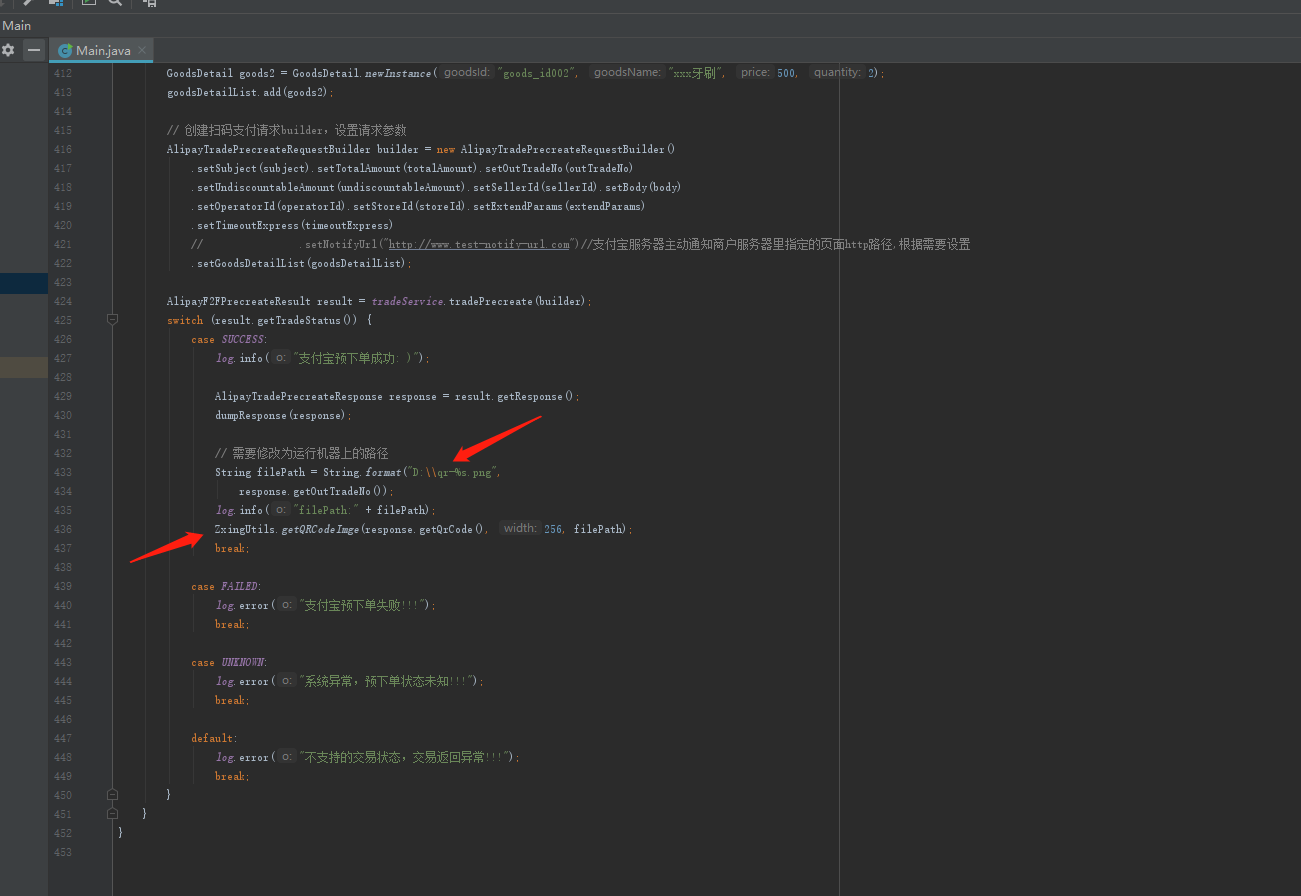 Main
Main.java
412 GoodsDetail goods2 = GoodsDetail.newInstance( goodsId: "goods_id002", goodsName: "xxx牙刷", price: 500, quantity: 2);
413 goodsDetailList.add(goods2);
414
415 // 创建扫码支付请求builder，设置请求参数
416 AlipayTradePrecreateRequestBuilder builder = new AlipayTradePrecreateRequestBuilder()
417 .setSubject(subject).setTotalAmount(totalAmount).setOutTradeNo(outTradeNo)
418 .setUndiscountableAmount(undiscountableAmount).setSellerId(sellerId).setBody(body)
419 .setOperatorId(operatorId).setStoreId(storeId).setExtendParams(extendParams)
420 .setTimeoutExpress(timeoutExpress)
421 // .setNotifyUrl("http://www.test-notify-url.com")//支付宝服务器主动通知商户服务器里指定的页面http路径,根据需要设置
422 .setGoodsDetailList(goodsDetailList);
423
424 AlipayF2FPrecreateResult result = tradeService.tradePrecreate(builder);
425 switch (result.getTradeStatus()) {
426 case SUCCESS:
427 log.info( o: "支付宝预下单成功: )");
428
429 AlipayTradePrecreateResponse response = result.getResponse();
430 dumpResponse(response);
431
432 // 需要修改为运行机器上的路径
433 String filePath = String.format("D:\\qr-%s.png",
434 response.getOutTradeNo());
435 log.info( o: "filePath:" + filePath);
436 ZxingUtils.getQRCodeImge(response.getQrCode(), width: 256, filePath);
437 break;
438
439 case FAILED:
440 log.error( o: "支付宝预下单失败!!!");
441 break;
442
443 case UNKNOWN:
444 log.error( o: "系统异常，预下单状态未知!!!");
445 break;
446
447 default:
448 log.error( o: "不支持的交易状态，交易返回异常!!!");
449 break;
450 }
451 }
452 }
453